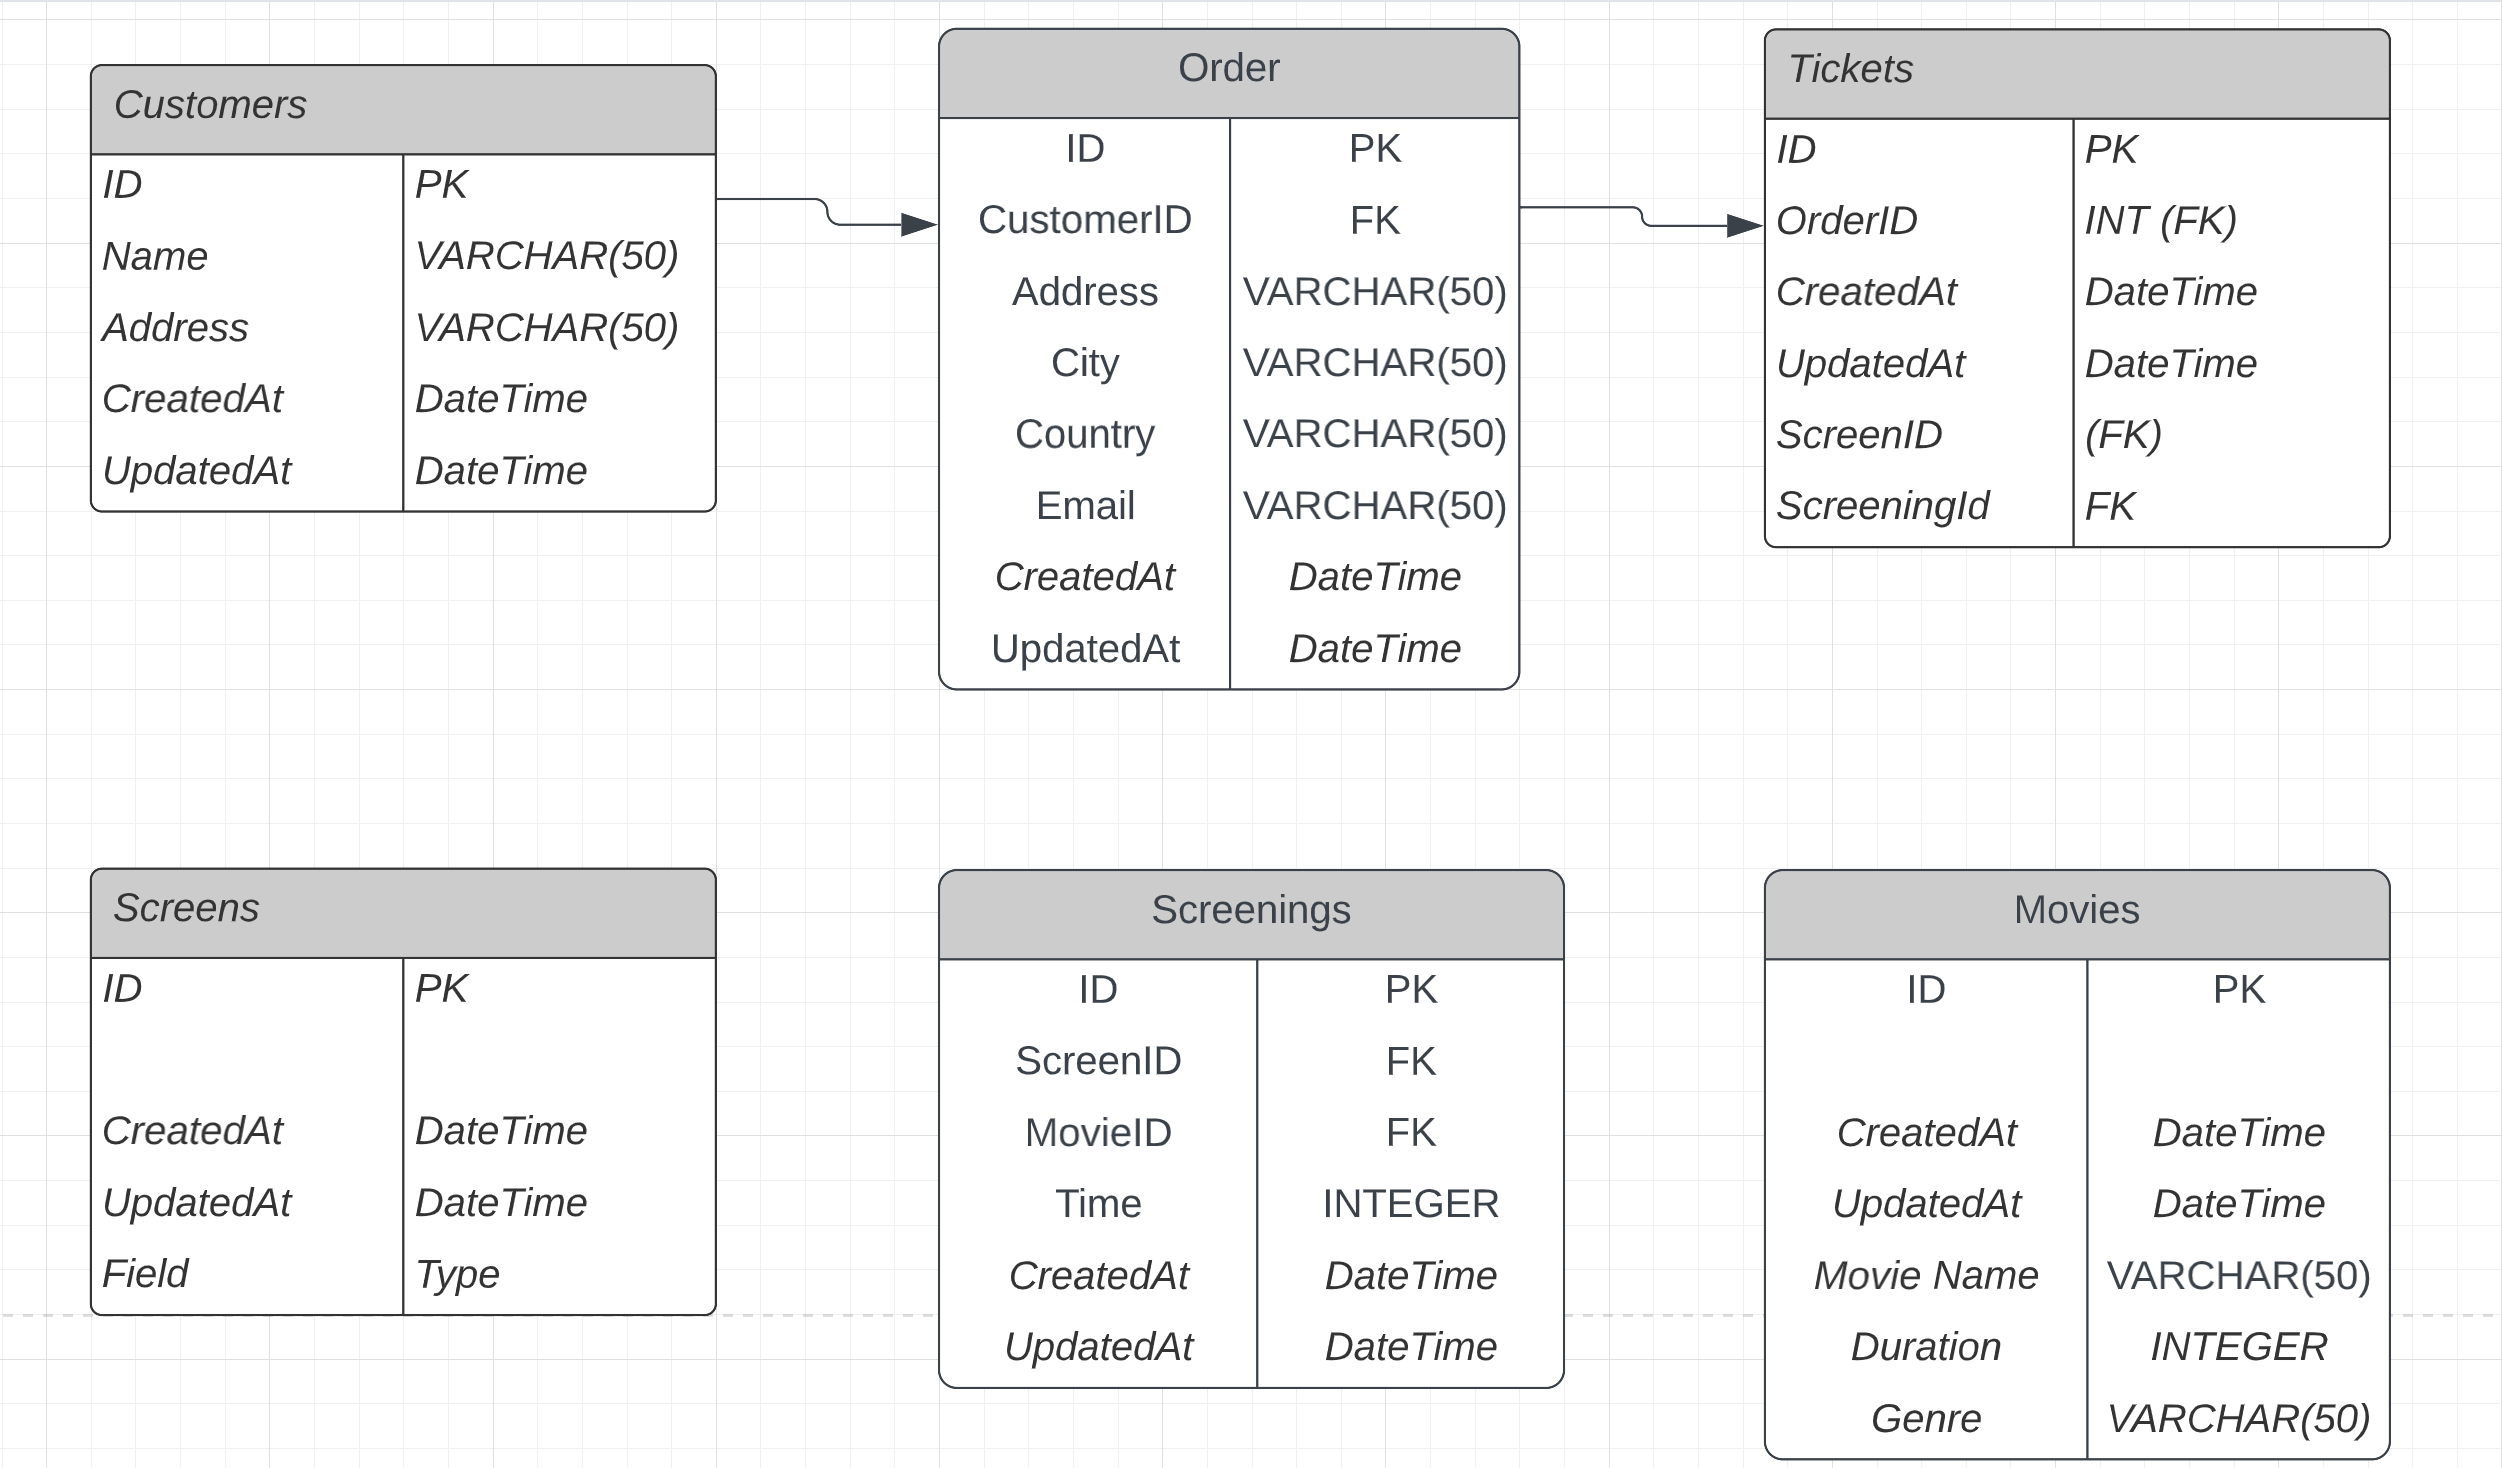 Customers
ID PK
Name VARCHAR(50)
Address VARCHAR(50)
CreatedAt DateTime
UpdatedAt DateTime
Order
ID PK
CustomerID FK
Address VARCHAR(50)
City VARCHAR(50)
Country VARCHAR(50)
Email VARCHAR(50)
CreatedAt DateTime
UpdatedAt DateTime
Tickets
ID PK
OrderID INT (FK)
CreatedAt DateTime
UpdatedAt DateTime
ScreenID (FK)
ScreeningId FK
Screens
ID PK
CreatedAt DateTime
UpdatedAt DateTime
Field Type
Screenings
ID PK
ScreenID FK
MovieID FK
Time INTEGER
CreatedAt DateTime
UpdatedAt DateTime
Movies
ID PK
CreatedAt DateTime
UpdatedAt DateTime
Movie Name VARCHAR(50)
Duration INTEGER
Genre VARCHAR(50)